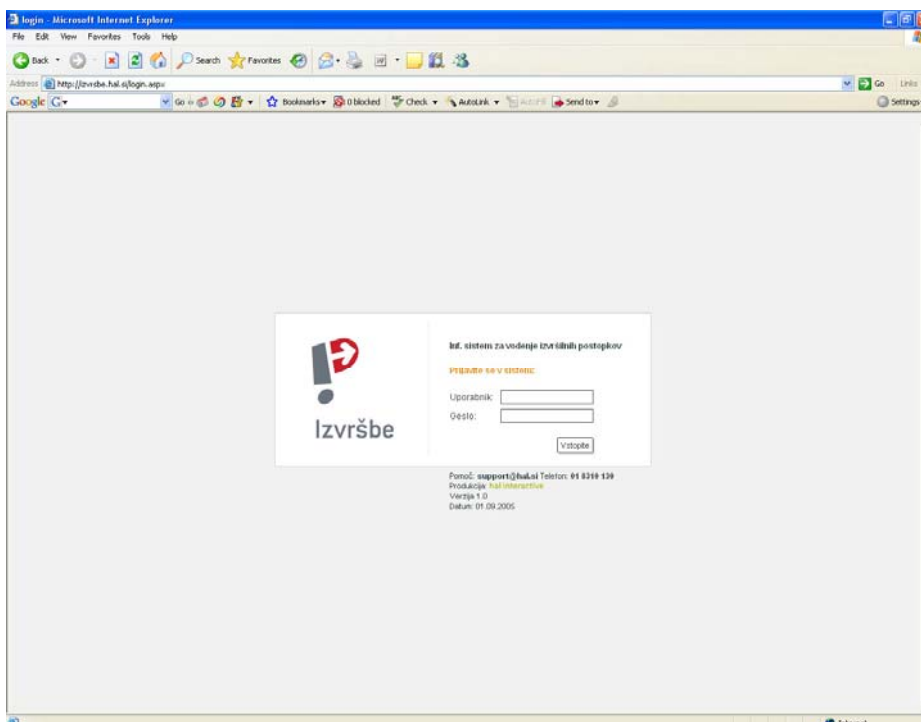 login - Microsoft Internet Explorer
File Edit View Favorites Tools Help
Back Search Favorites
Address http://izvrsbe.hal.si/login.aspx Go Links
Google G Go Bookmarks 0 blocked Check AutoLink Send to Settings
Inf. sistem za vodenje izvršilnih postopkov
Prijavite se v sistem:
Uporabnik:
Geslo:
Izvršbe
Vstopite
Pomoč: support@hal.si Telefon: 01 8310 130
Produkcija: hal interactive
Verzija 1.0
Datum: 01.09.2005